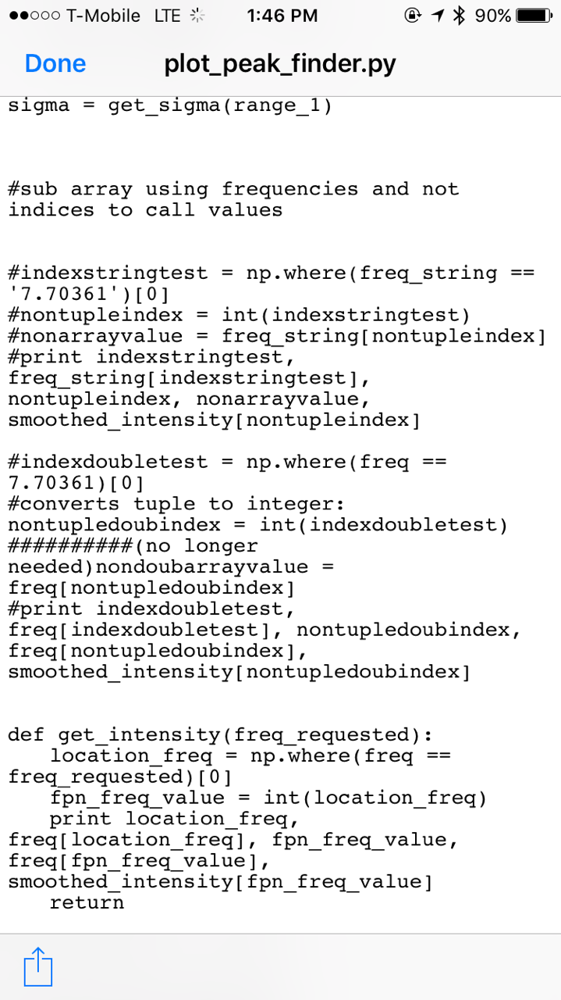 T-Mobile LTE 1:46 PM 90%
Done plot_peak_finder.py
sigma = get_sigma(range_1)
#sub array using frequencies and not
indices to call values
#indexstringtest = np.where(freq_string ==
'7.70361')[0]
#nontupleindex = int(indexstringtest)
#nonarrayvalue = freq_string[nontupleindex]
#print indexstringtest,
freq_string[indexstringtest],
nontupleindex, nonarrayvalue,
smoothed_intensity[nontupleindex]
#indexdoubletest = np.where(freq ==
7.70361)[0]
#converts tuple to integer:
nontupledoubindex = int(indexdoubletest)
##########(no longer
needed)nondoubarrayvalue =
freq[nontupledoubindex]
#print indexdoubletest,
freq[indexdoubletest], nontupledoubindex,
freq[nontupledoubindex],
smoothed_intensity[nontupledoubindex]
def get_intensity(freq_requested):
location_freq = np.where(freq ==
freq_requested)[0]
fpn_freq_value = int(location_freq)
print location_freq,
freq[location_freq], fpn_freq_value,
freq[fpn_freq_value],
smoothed_intensity[fpn_freq_value]
return